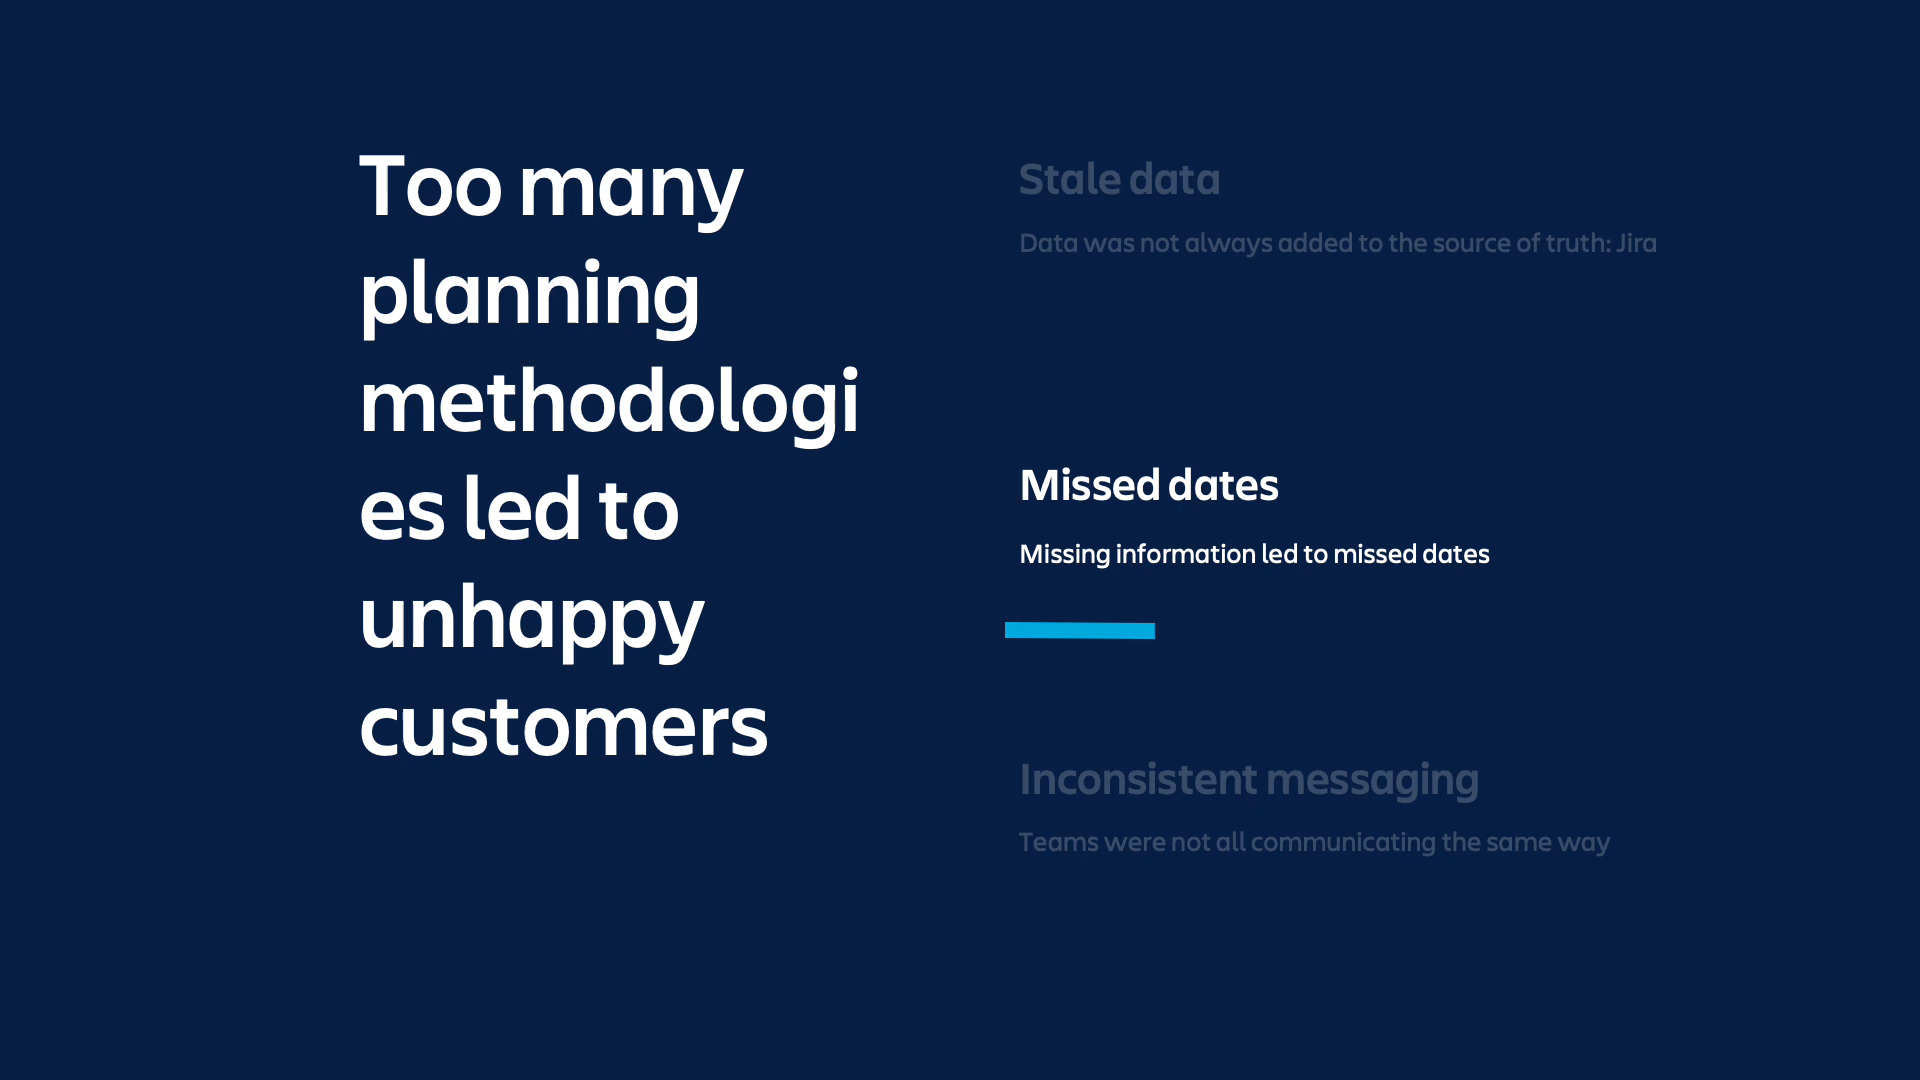 Too many
planning
methodologi
es led to
unhappy
customers
Stale data
Data was not always added to the source of truth: Jira
Missed dates
Missing information led to missed dates
Inconsistent messaging
Teams were not all communicating the same way